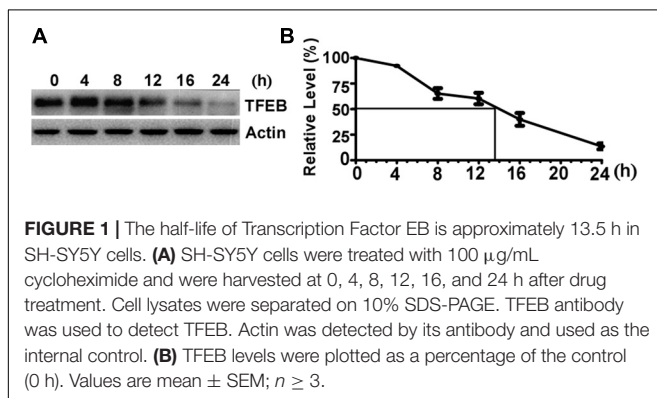 A
0 4 8 12 16 24 (h)
TFEB
Actin
B
Relative Level (%)
100
75
50
25
0
0 4 8 12 16 20 24 (h)
FIGURE 1 | The half-life of Transcription Factor EB is approximately 13.5 h in
SH-SY5Y cells. (A) SH-SY5Y cells were treated with 100 μg/mL
cycloheximide and were harvested at 0, 4, 8, 12, 16, and 24 h after drug
treatment. Cell lysates were separated on 10% SDS-PAGE. TFEB antibody
was used to detect TFEB. Actin was detected by its antibody and used as the
internal control. (B) TFEB levels were plotted as a percentage of the control
(0 h). Values are mean ± SEM; n ≥ 3.